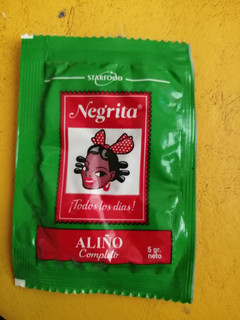 STARFOOD
Negrita®
¡Todos los días!
ALIÑO
Completo
5 gr.
neto